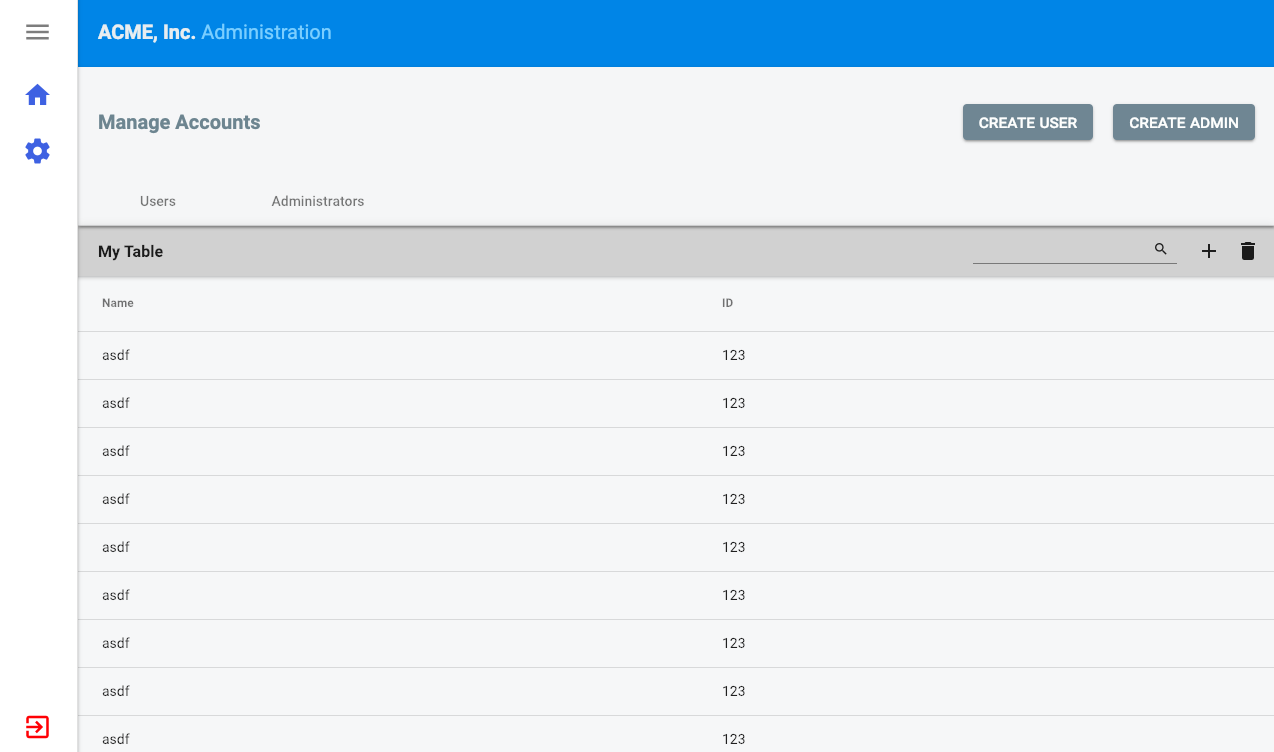 ACME, Inc. Administration
Manage Accounts
CREATE USER
CREATE ADMIN
Users
Administrators
My Table
Name ID
asdf 123
asdf 123
asdf 123
asdf 123
asdf 123
asdf 123
asdf 123
asdf 123
asdf 123